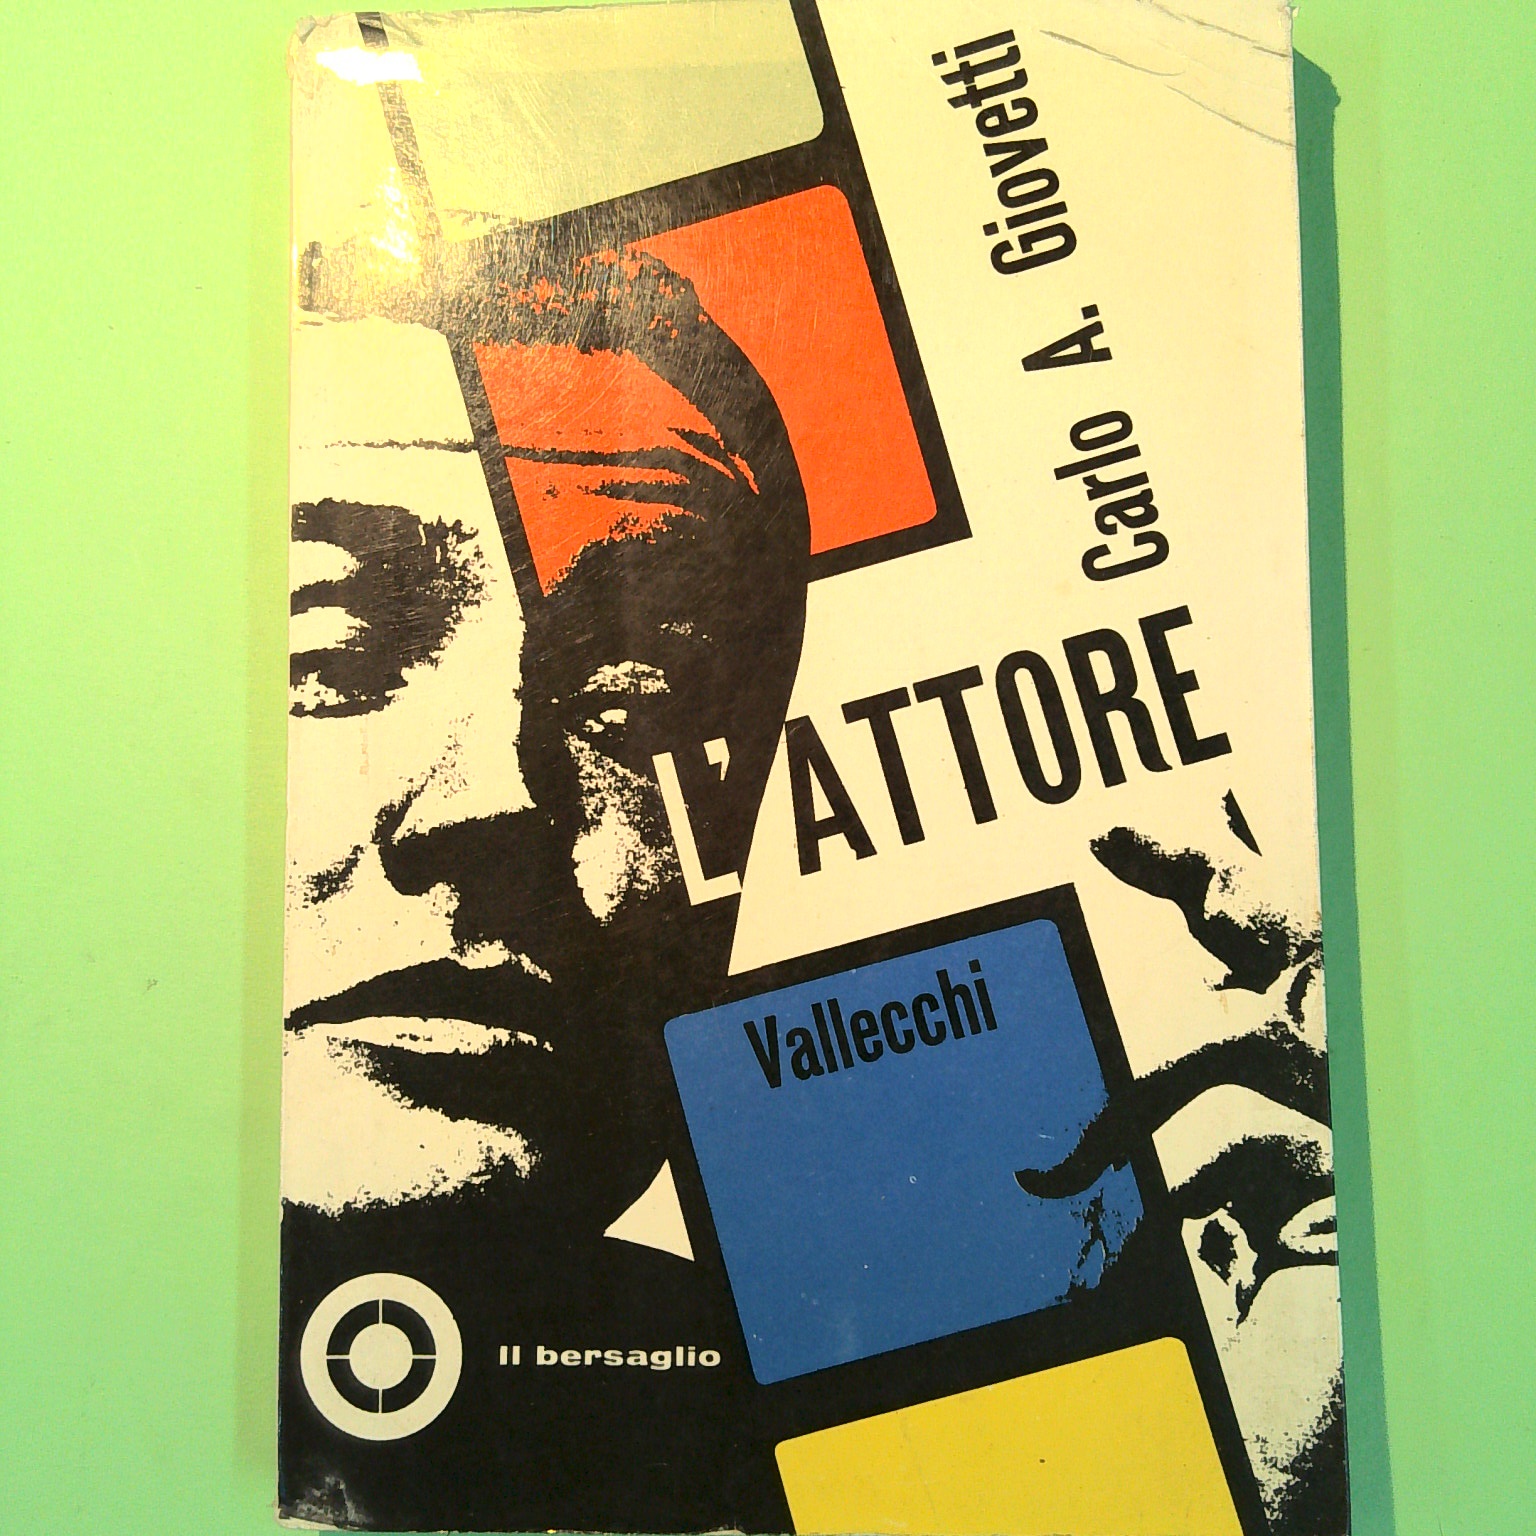 Carlo A. Giovetti
L'ATTORE
Vallecchi
Il bersaglio